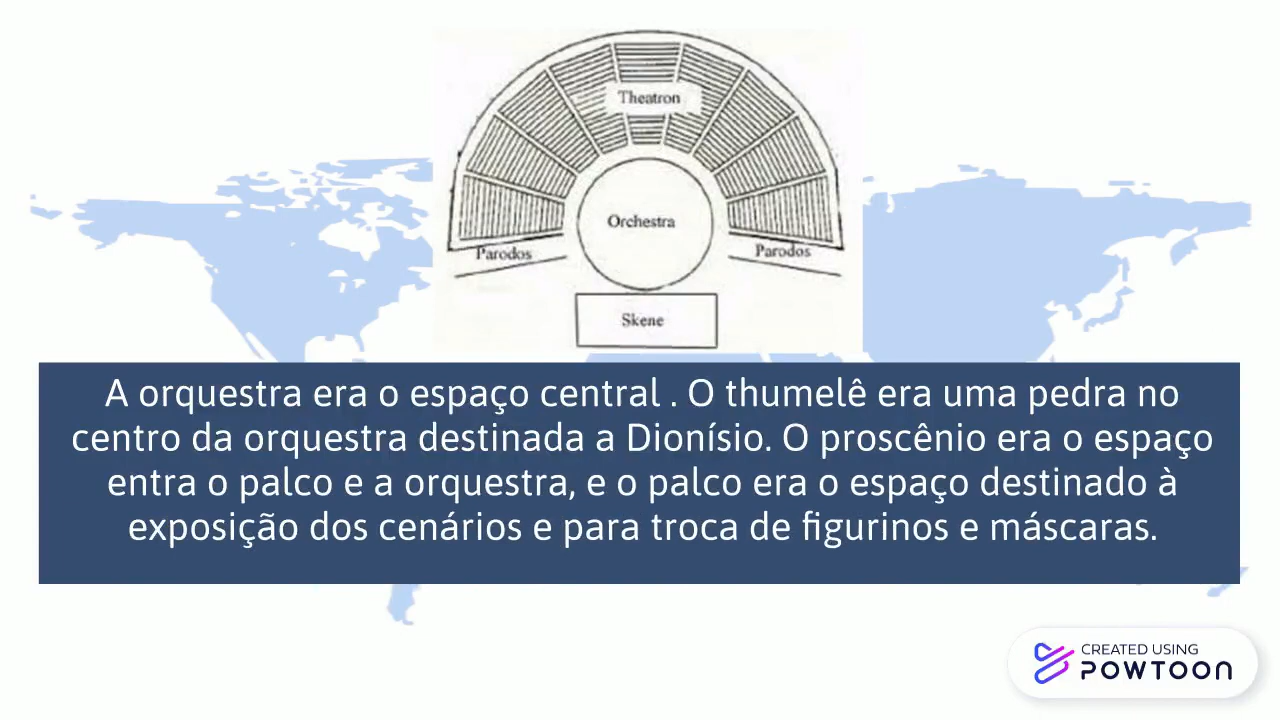 Theatron
Orchestra
Parodos
Parodos
Skene
A orquestra era o espaço central . O thumelê era uma pedra no
centro da orquestra destinada a Dionísio. O proscênio era o espaço
entra o palco e a orquestra, e o palco era o espaço destinado à
exposição dos cenários e para troca de figurinos e máscaras.
CREATED USING
POWTOON